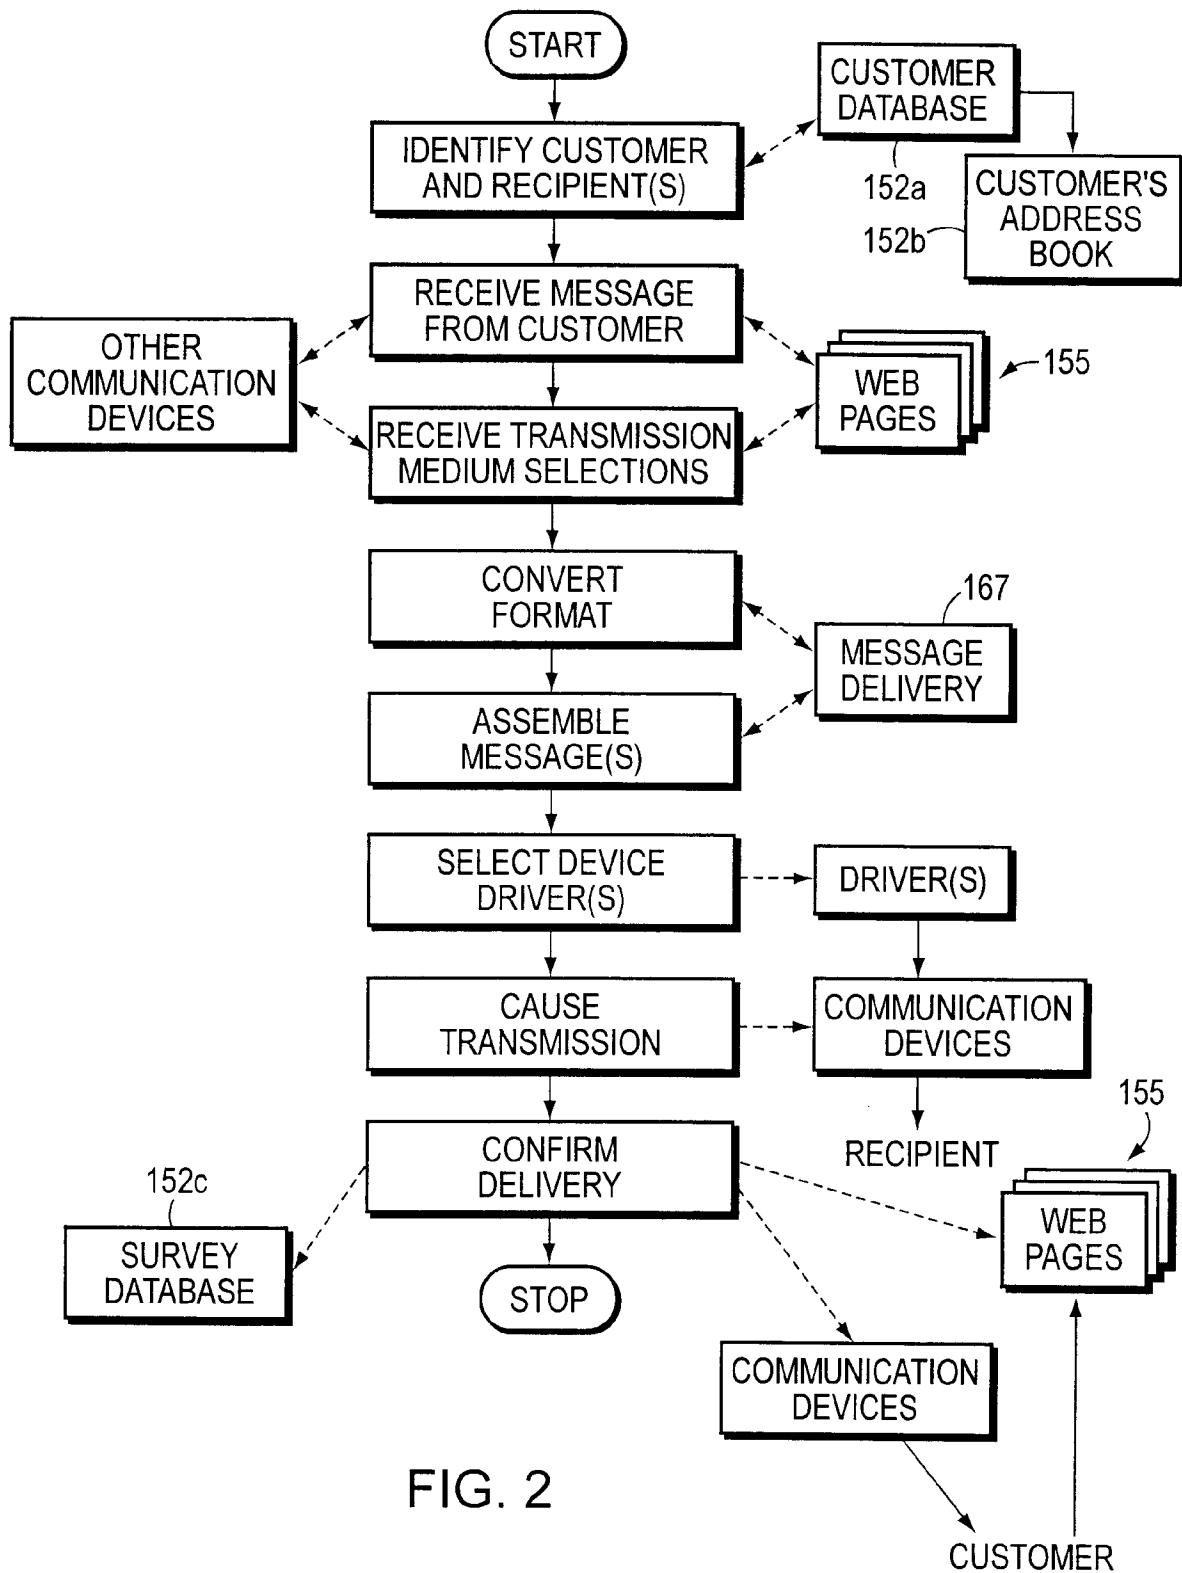 START
CUSTOMER
DATABASE
152a
IDENTIFY CUSTOMER
AND RECIPIENT(S)
CUSTOMER'S
ADDRESS
BOOK
152b
RECEIVE MESSAGE
FROM CUSTOMER
OTHER
COMMUNICATION
DEVICES
WEB
PAGES
155
RECEIVE TRANSMISSION
MEDIUM SELECTIONS
CONVERT
FORMAT
167
MESSAGE
DELIVERY
ASSEMBLE
MESSAGE(S)
SELECT DEVICE
DRIVER(S)
DRIVER(S)
CAUSE
TRANSMISSION
COMMUNICATION
DEVICES
RECIPIENT
155
CONFIRM
DELIVERY
152c
SURVEY
DATABASE
WEB
PAGES
STOP
COMMUNICATION
DEVICES
CUSTOMER
FIG. 2